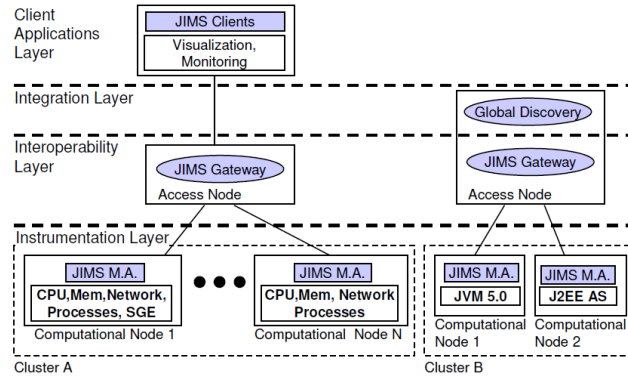 Client
Applications
Layer
JIMS Clients
Visualization,
Monitoring
Integration Layer
Global Discovery
Interoperability
Layer
JIMS Gateway
Access Node
JIMS Gateway
Access Node
Instrumentation Layer
JIMS M.A.
CPU,Mem,Network,
Processes, SGE
Computational Node 1
JIMS M.A.
CPU,Mem, Network
Processes
Computational Node N
Cluster A
JIMS M.A.
JVM 5.0
Computational
Node 1
JIMS M.A.
J2EE AS
Computational
Node 2
Cluster B